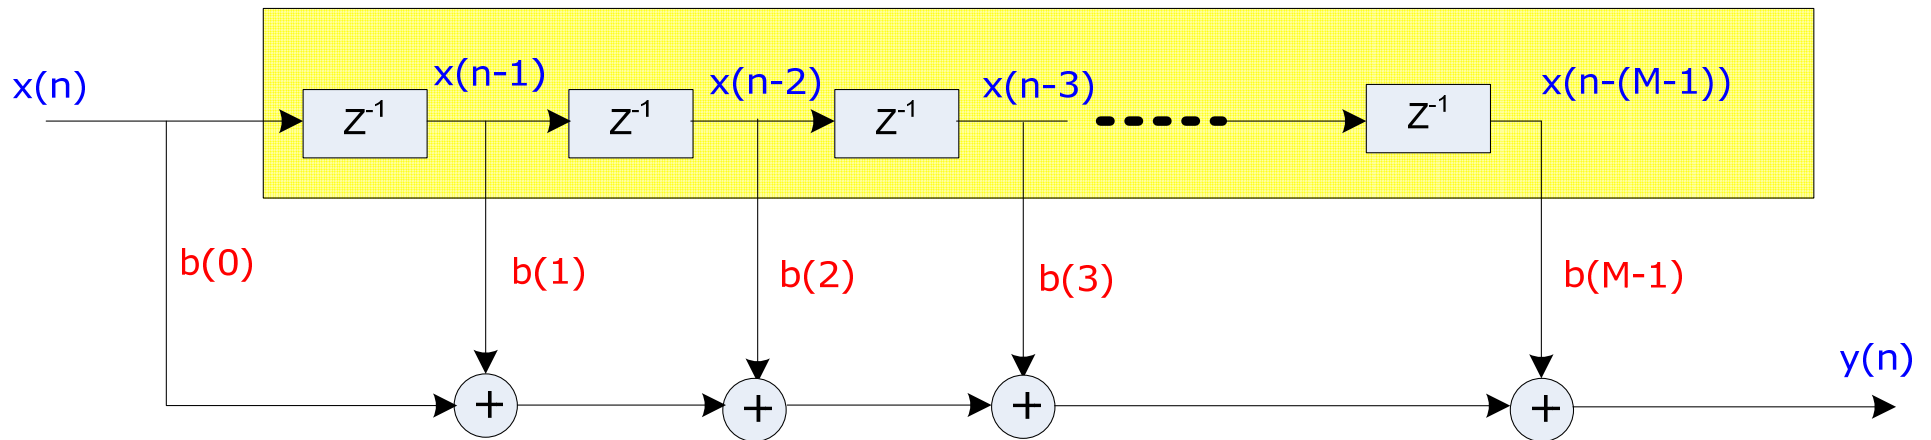 x(n)
x(n-1)
x(n-2)
x(n-3)
x(n-(M-1))
Z⁻¹
Z⁻¹
Z⁻¹
Z⁻¹
b(0)
b(1)
b(2)
b(3)
b(M-1)
y(n)
+
+
+
+